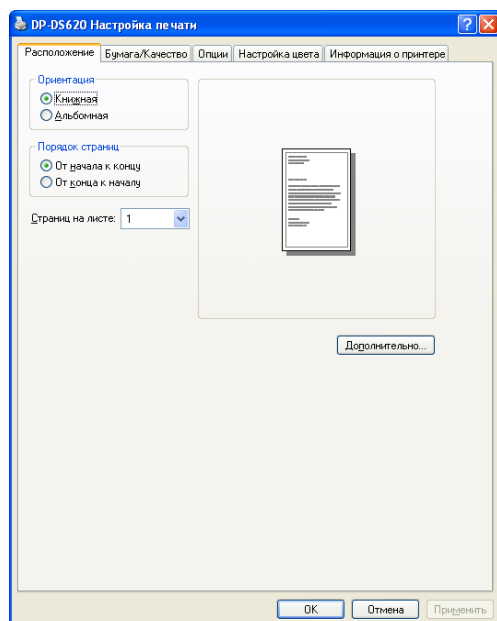 DP-DS620 Настройка печати
Расположение Бумага/Качество Опции Настройка цвета Информация о принтере
Ориентация
Книжная
Альбомная
Порядок страниц
От начала к концу
От конца к началу
Страниц на листе: 1
Дополнительно...
OK Отмена Применить